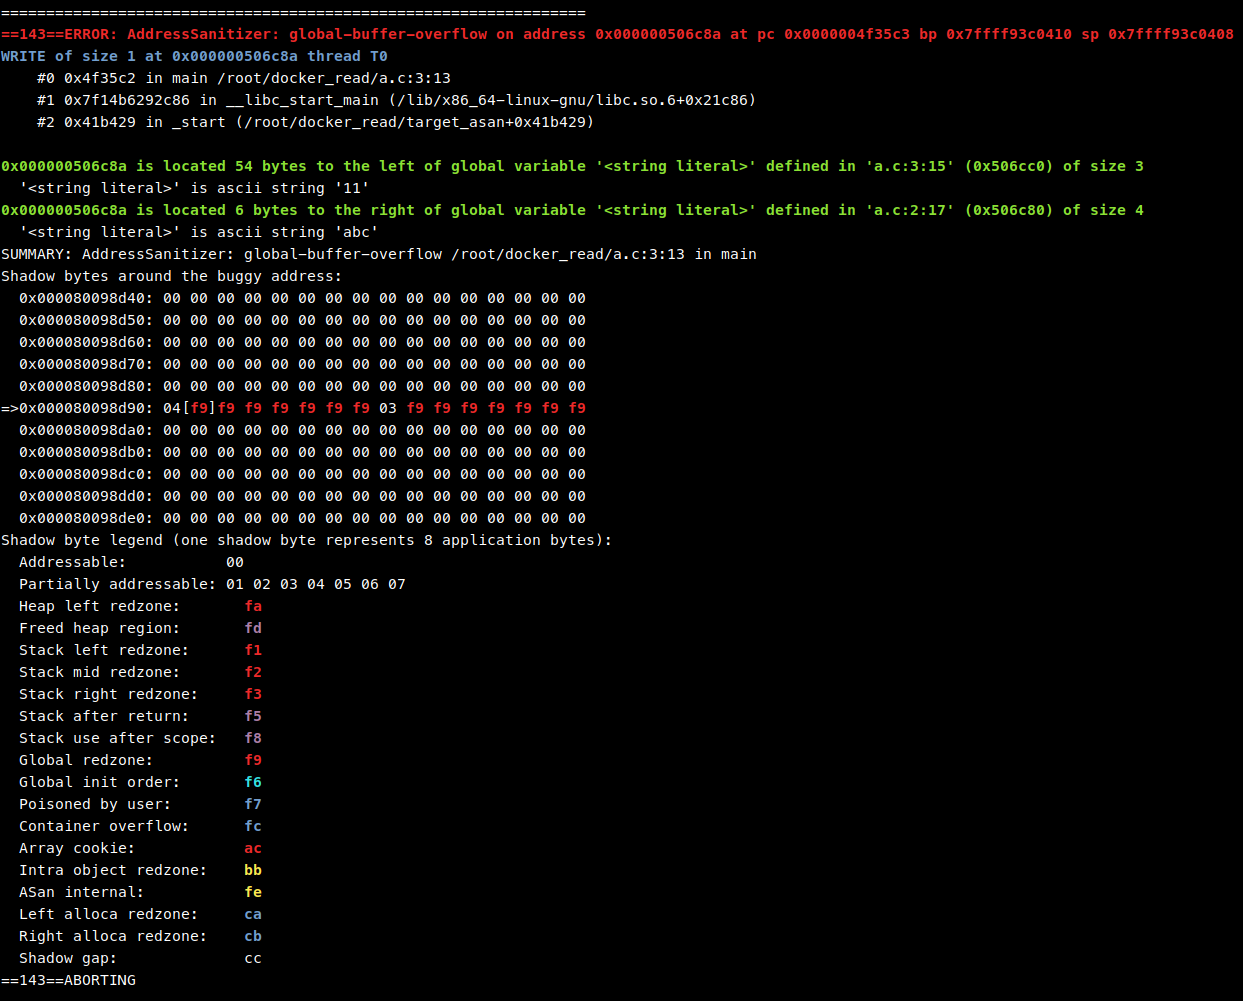 =================================================================
==143==ERROR: AddressSanitizer: global-buffer-overflow on address 0x000000506c8a at pc 0x0000004f35c3 bp 0x7ffff93c0410 sp 0x7ffff93c0408
WRITE of size 1 at 0x000000506c8a thread T0
    #0 0x4f35c2 in main /root/docker_read/a.c:3:13
    #1 0x7f14b6292c86 in __libc_start_main (/lib/x86_64-linux-gnu/libc.so.6+0x21c86)
    #2 0x41b429 in _start (/root/docker_read/target_asan+0x41b429)

0x000000506c8a is located 54 bytes to the left of global variable '<string literal>' defined in 'a.c:3:15' (0x506cc0) of size 3
  '<string literal>' is ascii string '11'
0x000000506c8a is located 6 bytes to the right of global variable '<string literal>' defined in 'a.c:2:17' (0x506c80) of size 4
  '<string literal>' is ascii string 'abc'
SUMMARY: AddressSanitizer: global-buffer-overflow /root/docker_read/a.c:3:13 in main
Shadow bytes around the buggy address:
  0x000080098d40: 00 00 00 00 00 00 00 00 00 00 00 00 00 00 00 00
  0x000080098d50: 00 00 00 00 00 00 00 00 00 00 00 00 00 00 00 00
  0x000080098d60: 00 00 00 00 00 00 00 00 00 00 00 00 00 00 00 00
  0x000080098d70: 00 00 00 00 00 00 00 00 00 00 00 00 00 00 00 00
  0x000080098d80: 00 00 00 00 00 00 00 00 00 00 00 00 00 00 00 00
=>0x000080098d90: 04[f9]f9 f9 f9 f9 f9 f9 03 f9 f9 f9 f9 f9 f9 f9
  0x000080098da0: 00 00 00 00 00 00 00 00 00 00 00 00 00 00 00 00
  0x000080098db0: 00 00 00 00 00 00 00 00 00 00 00 00 00 00 00 00
  0x000080098dc0: 00 00 00 00 00 00 00 00 00 00 00 00 00 00 00 00
  0x000080098dd0: 00 00 00 00 00 00 00 00 00 00 00 00 00 00 00 00
  0x000080098de0: 00 00 00 00 00 00 00 00 00 00 00 00 00 00 00 00
Shadow byte legend (one shadow byte represents 8 application bytes):
  Addressable:           00
  Partially addressable: 01 02 03 04 05 06 07
  Heap left redzone:       fa
  Freed heap region:       fd
  Stack left redzone:      f1
  Stack mid redzone:       f2
  Stack right redzone:     f3
  Stack after return:      f5
  Stack use after scope:   f8
  Global redzone:          f9
  Global init order:       f6
  Poisoned by user:        f7
  Container overflow:      fc
  Array cookie:            ac
  Intra object redzone:    bb
  ASan internal:           fe
  Left alloca redzone:     ca
  Right alloca redzone:    cb
  Shadow gap:              cc
==143==ABORTING